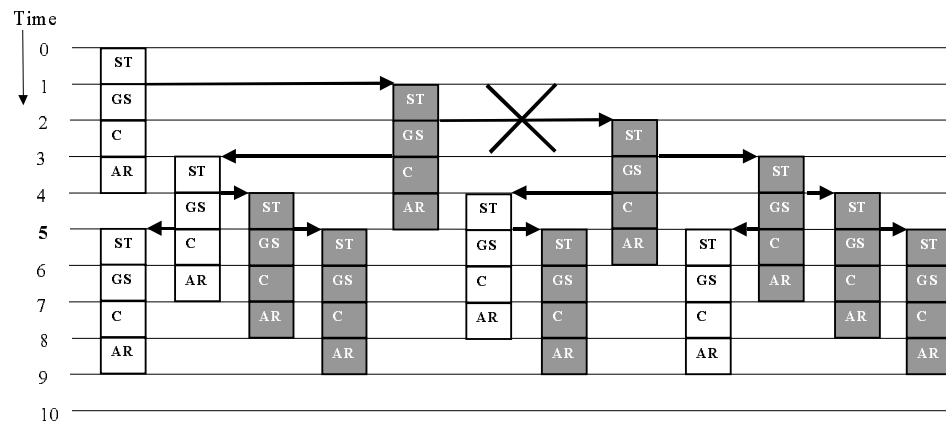 Time
0
ST
1
GS ST
2
C GS ST
3
AR ST C GS ST
4
GS ST AR ST C GS ST
5
ST C GS ST GS ST AR ST C GS ST
6
GS AR C GS C GS GS AR C GS
7
C AR C AR C C AR C
8
AR AR AR AR AR
9
10